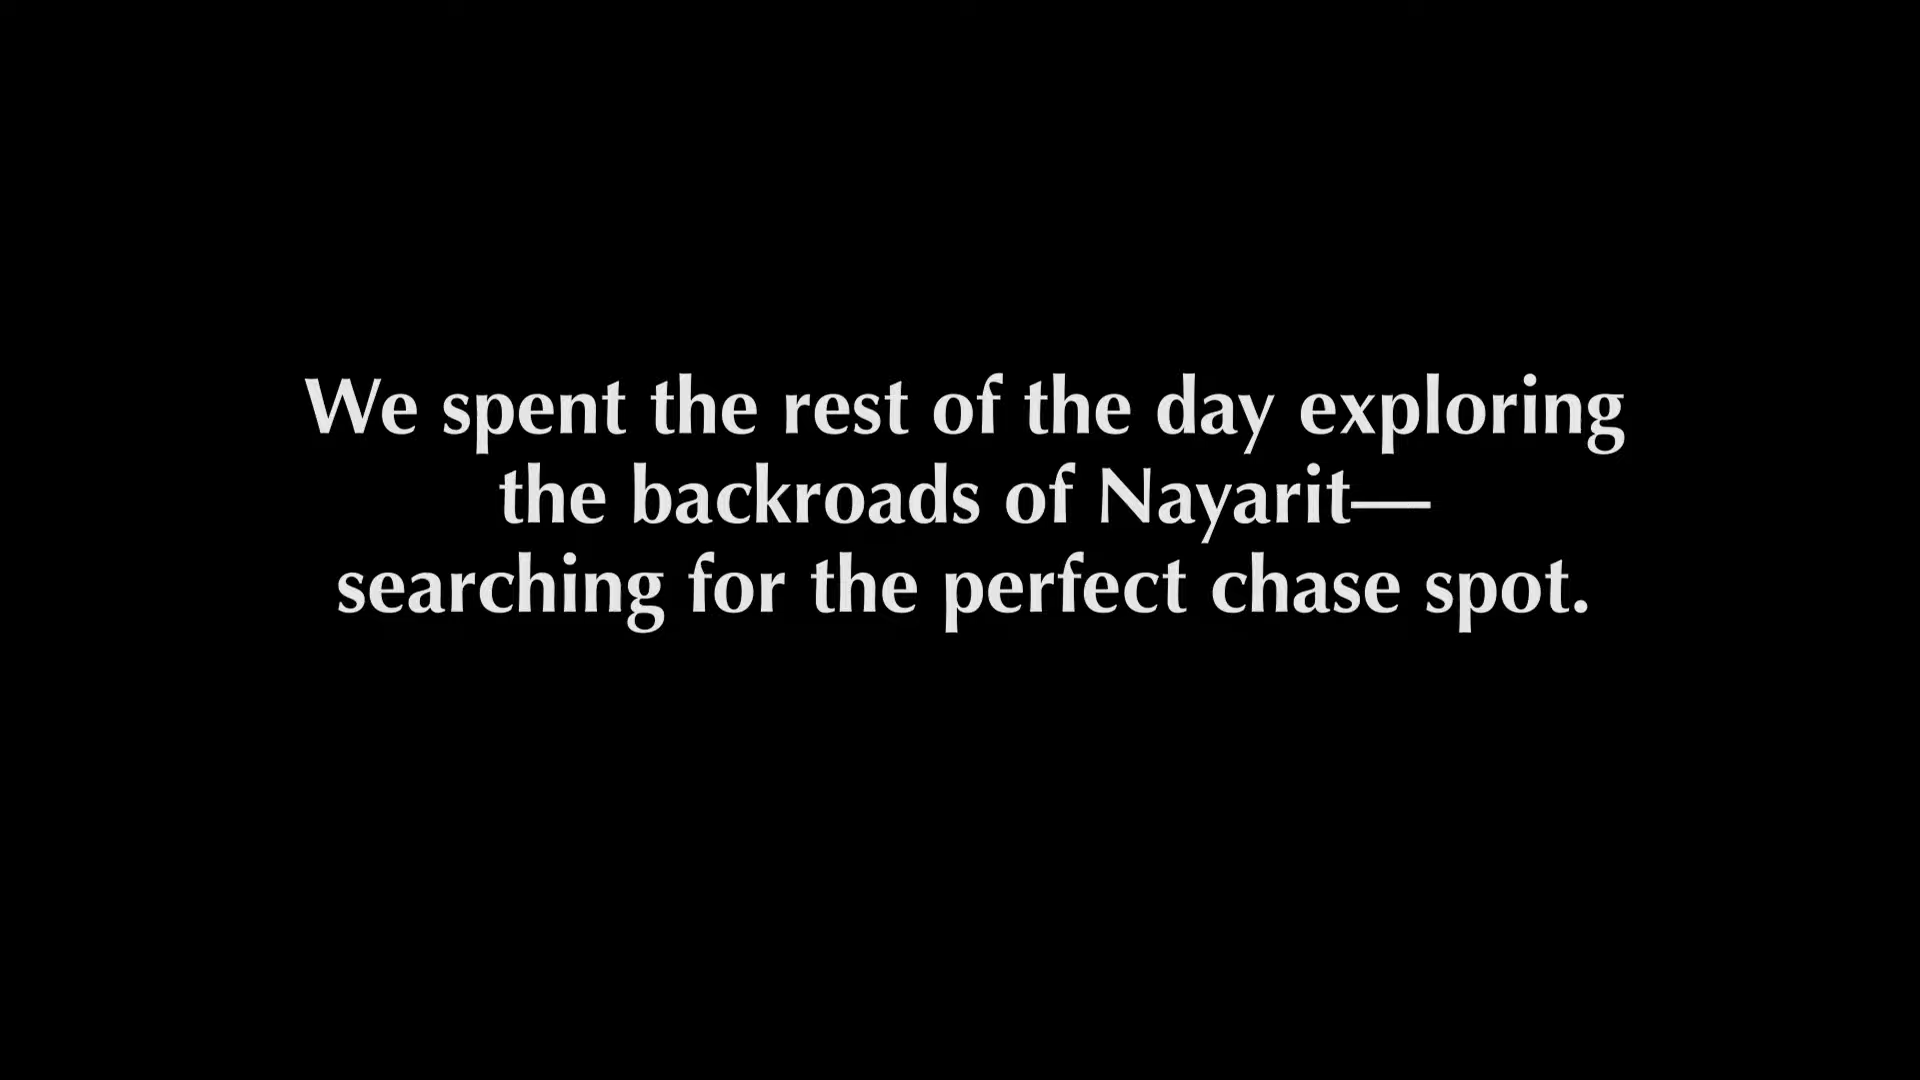 We spent the rest of the day exploring
the backroads of Nayarit—
searching for the perfect chase spot.